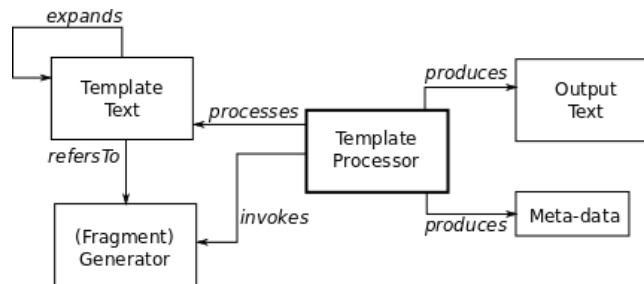 expands
Template
Text
processes
produces
Output
Text
refersTo
Template
Processor
(Fragment)
Generator
invokes
produces
Meta-data